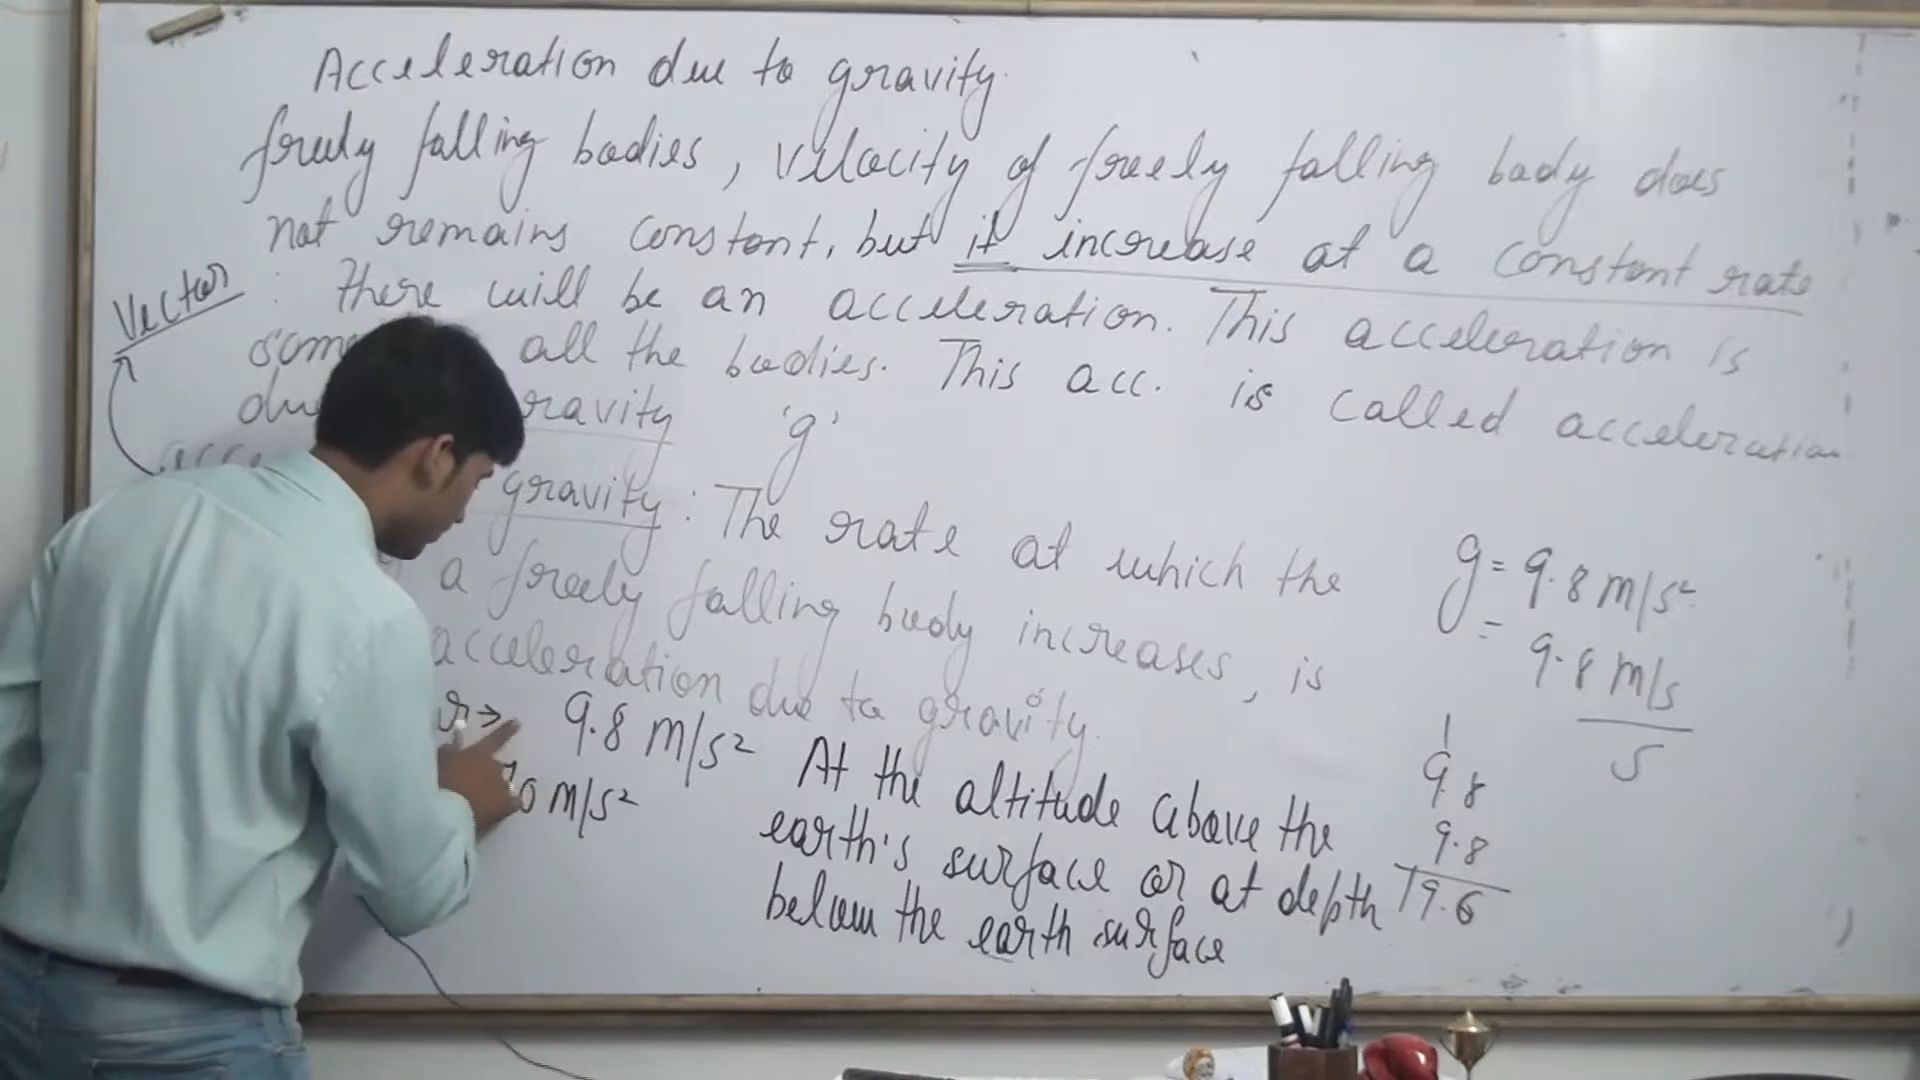 Acceleration due to gravity.
freely falling bodies, velocity of freely falling body does
not remains constant, but it increase at a constant rate
Vector
: There will be an acceleration. This acceleration is
all the bodies. This acc. is called acceleration
'g'
gravity: The rate at which the
a freely falling body increases, is
acceleration due to gravity.
9.8 m/s²
m/s²
At the altitude above the
earth's surface or at depth
below the earth surface
g = 9.8 m/s²
= 9.8 m/s
s
1
9.8
9.8
19.6